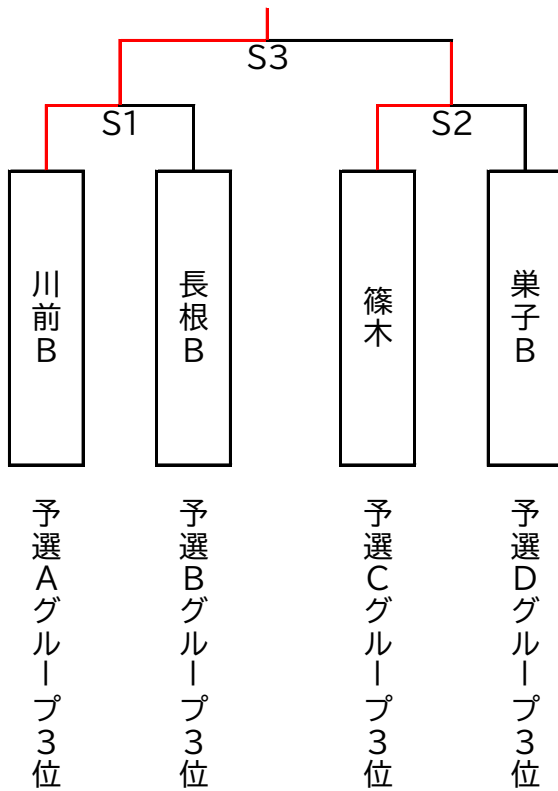 S3
S1
S2
川前B
長根B
篠木
巣子B
予選Aグループ3位
予選Bグループ3位
予選Cグループ3位
予選Dグループ3位